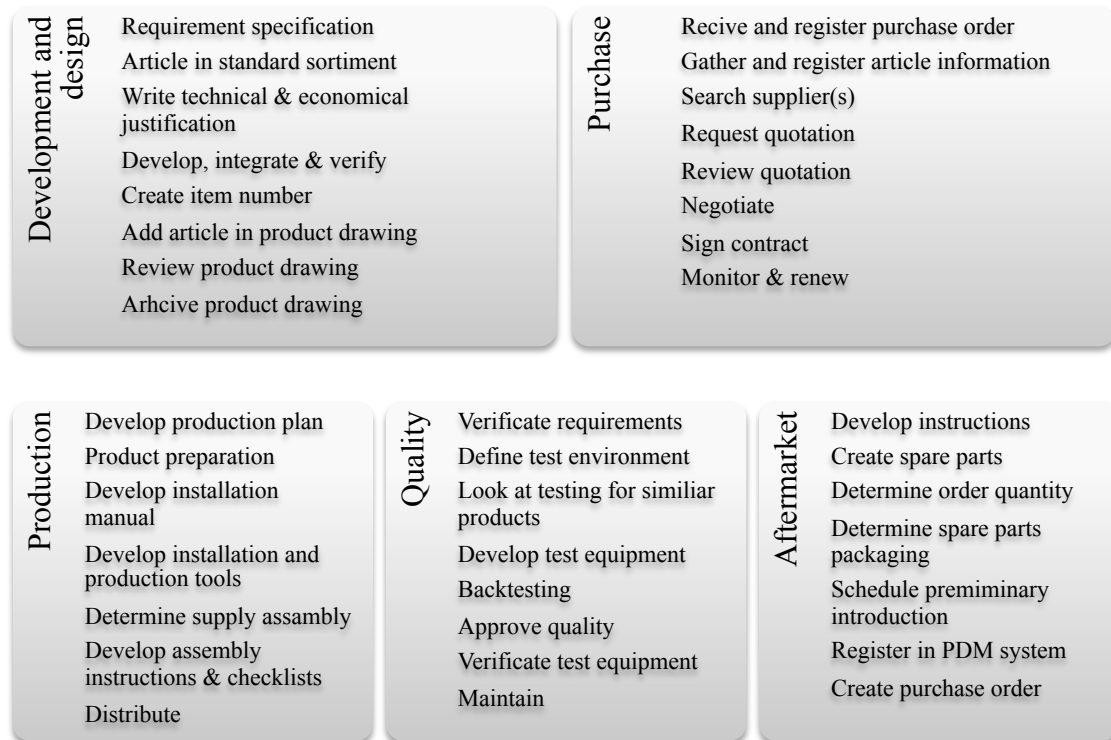 Development and
design
Requirement specification
Article in standard sortiment
Write technical & economical
justification
Develop, integrate & verify
Create item number
Add article in product drawing
Review product drawing
Arhcive product drawing
Purchase
Recive and register purchase order
Gather and register article information
Search supplier(s)
Request quotation
Review quotation
Negotiate
Sign contract
Monitor & renew
Production
Develop production plan
Product preparation
Develop installation
manual
Develop installation and
production tools
Determine supply assambly
Develop assembly
instructions & checklists
Distribute
Quality
Verificate requirements
Define test environment
Look at testing for similiar
products
Develop test equipment
Backtesting
Approve quality
Verificate test equipment
Maintain
Aftermarket
Develop instructions
Create spare parts
Determine order quantity
Determine spare parts
packaging
Schedule premiminary
introduction
Register in PDM system
Create purchase order